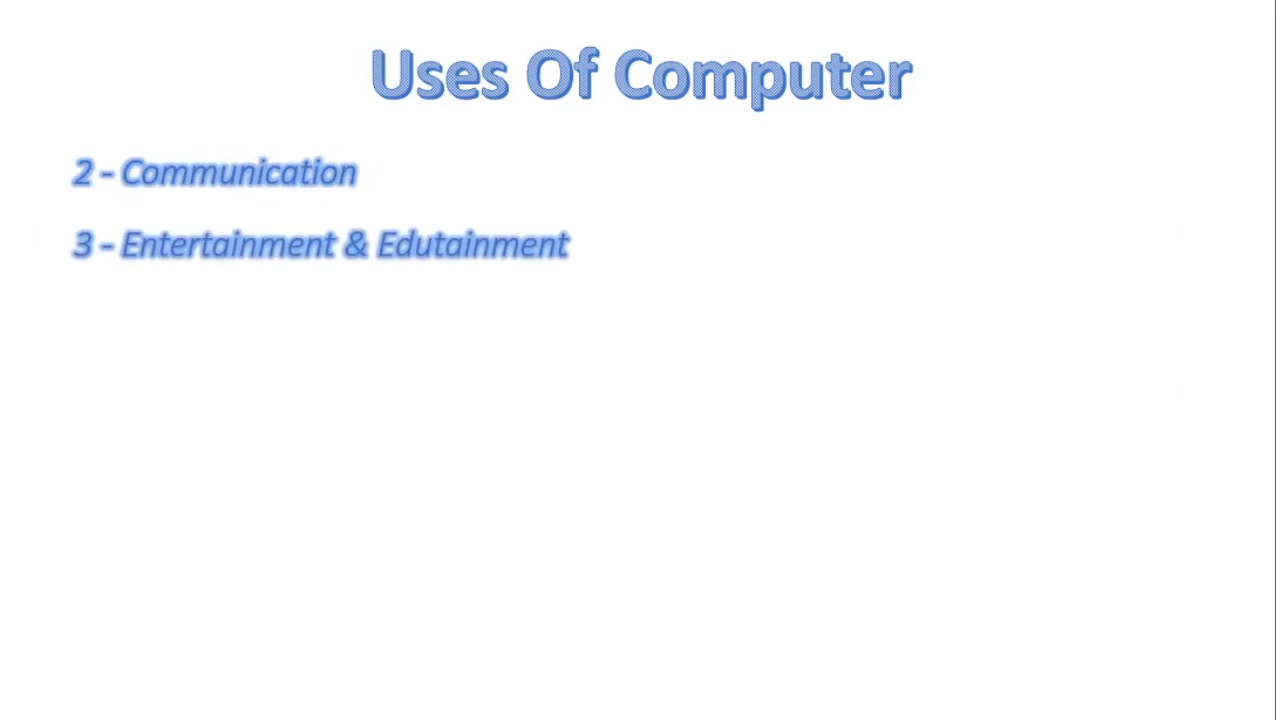 Uses Of Computer
2 - Communication
3 - Entertainment & Edutainment